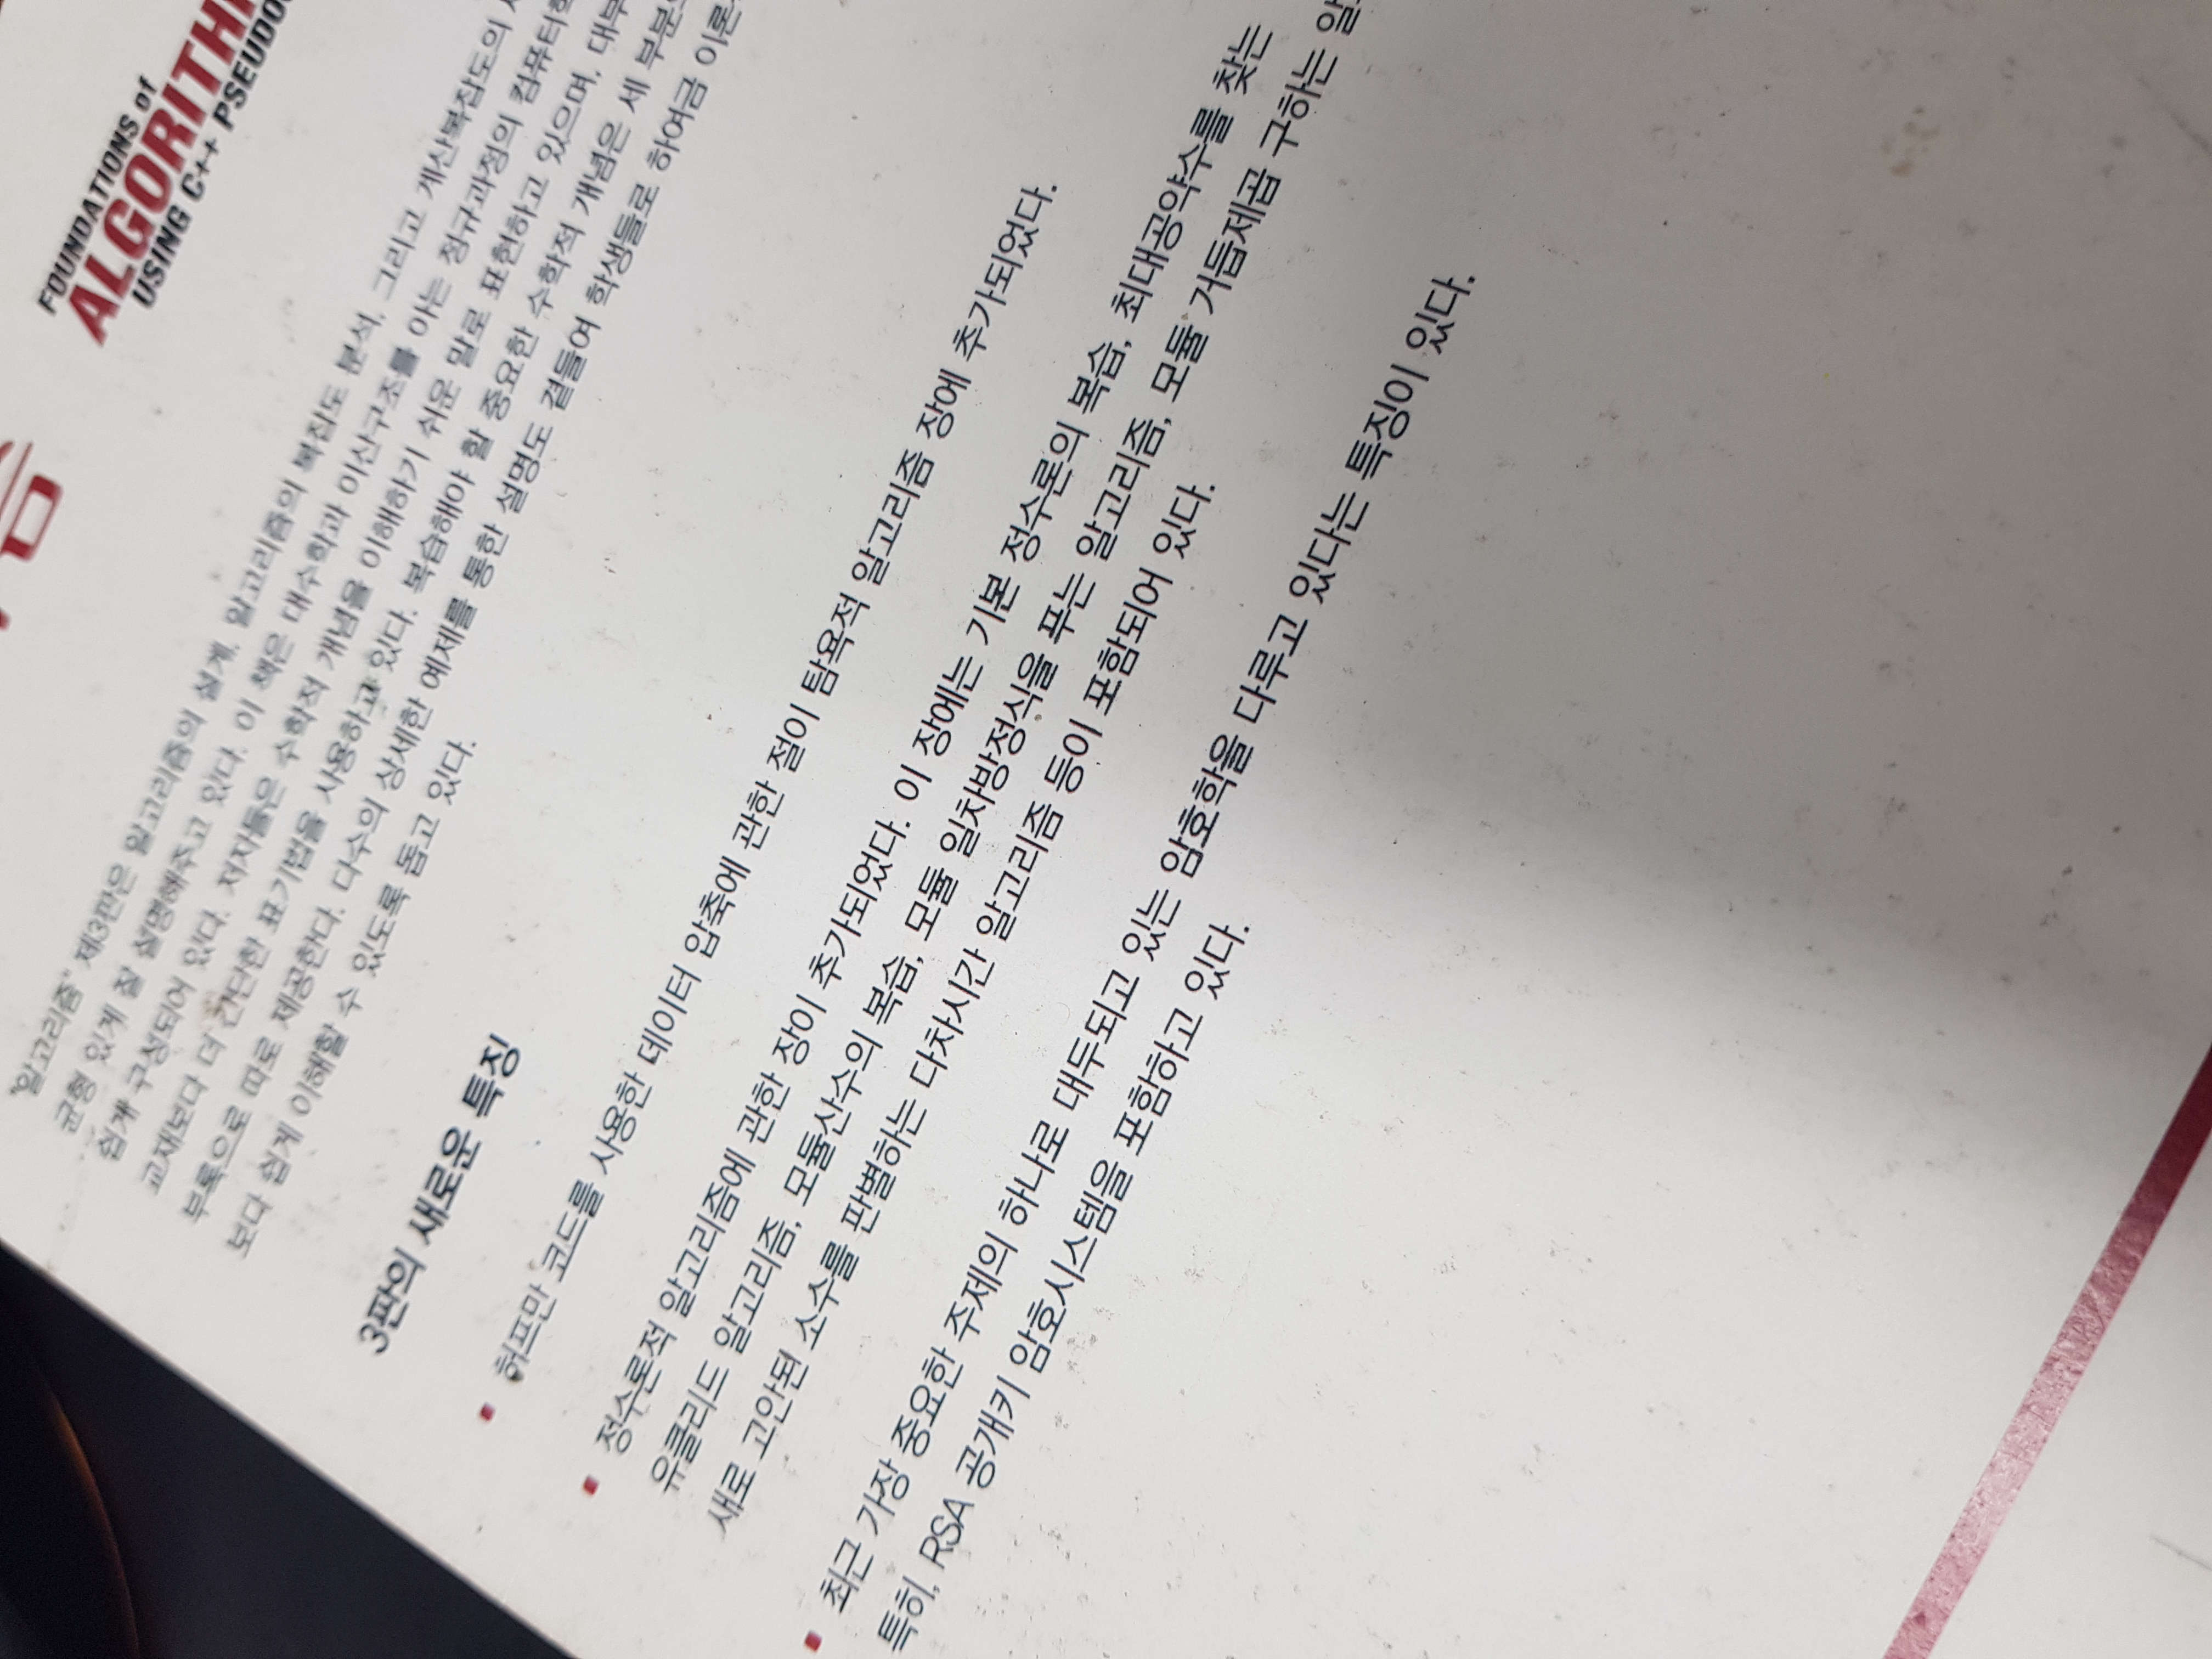 FOUNDATIONS of
ALGORITH
USING C++ PSEUDO
"알고리즘" 제3판은 알고리즘의 설계, 알고리즘의 복잡도 분석, 그리고 계산복잡도의
균형 있게 잘 설명해주고 있다. 이 책은 대수학과 이산구조를 아는 정규과정의 컴퓨터
쉽게 구성되어 있다. 저자들은 수학적 개념을 이해하기 쉬운 말로 표현하고 있으며, 대부
교재보다 더 간단한 표기법을 사용하고 있다. 복습해야 할 중요한 수학적 개념은 세 부분
부록으로 따로 제공한다. 다수의 상세한 예제를 통한 설명도 곁들여 학생들로 하여금 이론
보다 쉽게 이해할 수 있도록 돕고 있다.
3판의 새로운 특징
▪ 허프만 코드를 사용한 데이터 압축에 관한 절이 탐욕적 알고리즘 장에 추가되었다.
▪ 정수론적 알고리즘에 관한 장이 추가되었다. 이 장에는 기본 정수론의 복습, 최대공약수를 찾는
유클리드 알고리즘, 모듈산수의 복습, 모듈 일차방정식을 푸는 알고리즘, 모듈 거듭제곱 구하는 알
새로 고안된 소수를 판별하는 다차시간 알고리즘 등이 포함되어 있다.
▪ 최근 가장 중요한 주제의 하나로 대두되고 있는 암호학을 다루고 있다는 특징이 있다.
특히, RSA 공개키 암호시스템을 포함하고 있다.